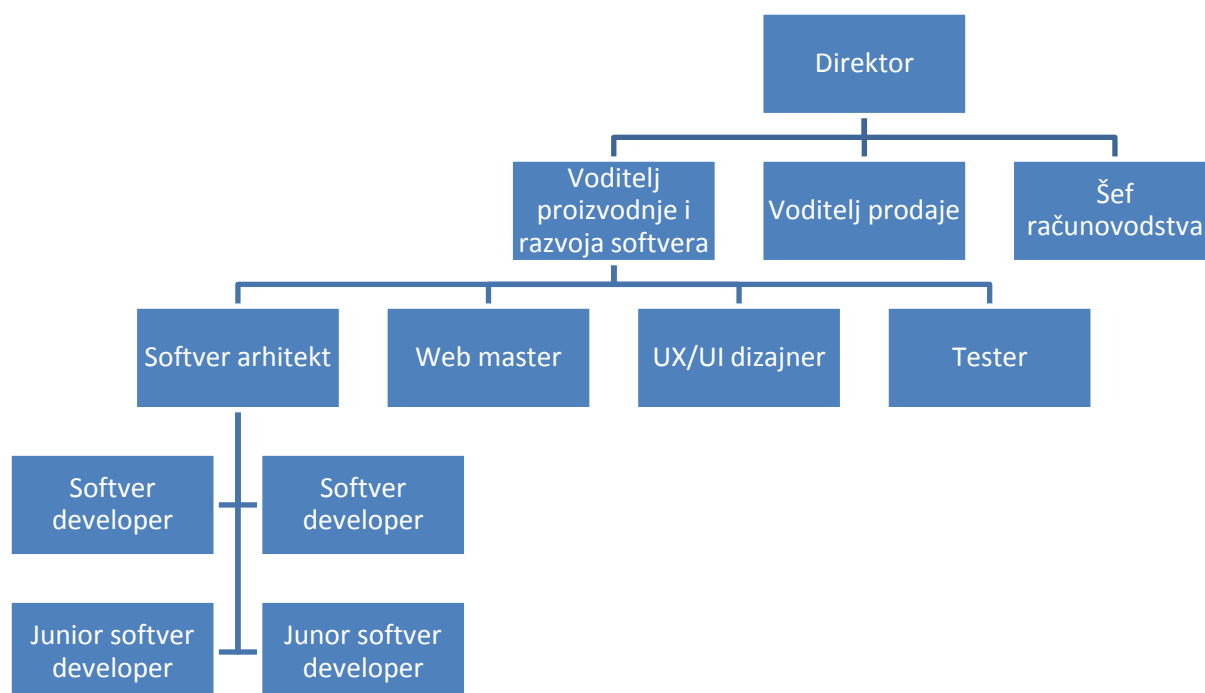 Direktor
Voditelj
proizvodnje i
razvoja softvera
Voditelj prodaje
Šef
računovodstva
Softver arhitekt
Web master
UX/UI dizajner
Tester
Softver
developer
Softver
developer
Junior softver
developer
Junor softver
developer